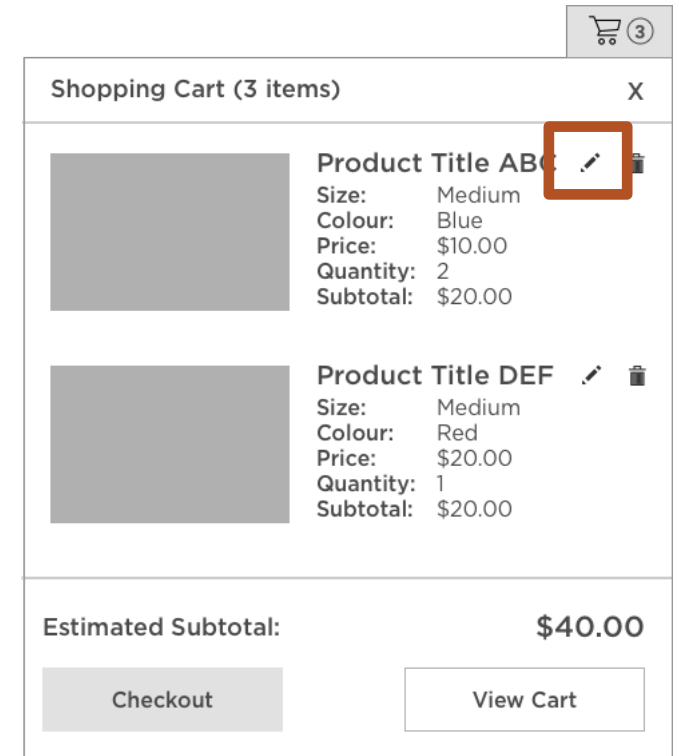 3
Shopping Cart (3 items) X
Product Title ABC
Size: Medium
Colour: Blue
Price: $10.00
Quantity: 2
Subtotal: $20.00
Product Title DEF
Size: Medium
Colour: Red
Price: $20.00
Quantity: 1
Subtotal: $20.00
Estimated Subtotal: $40.00
Checkout View Cart